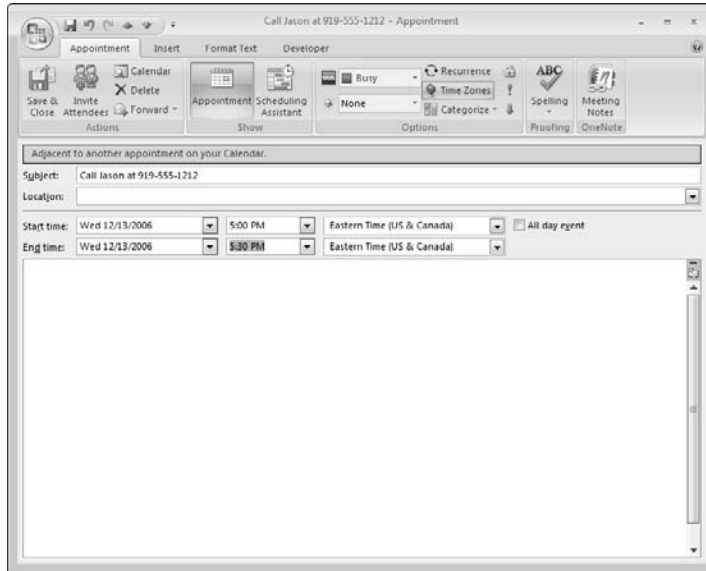 Call Jason at 919-555-1212 - Appointment
Appointment Insert Format Text Developer
Save & Close
Invite Attendees
Calendar
Delete
Forward
Actions
Appointment
Scheduling Assistant
Show
Busy
None
Recurrence
Time Zones
Categorize
Options
ABC
Spelling
Proofing
Meeting Notes
OneNote
Adjacent to another appointment on your Calendar.
Subject: Call Jason at 919-555-1212
Location:
Start time: Wed 12/13/2006 5:00 PM Eastern Time (US & Canada) All day event
End time: Wed 12/13/2006 5:30 PM Eastern Time (US & Canada)